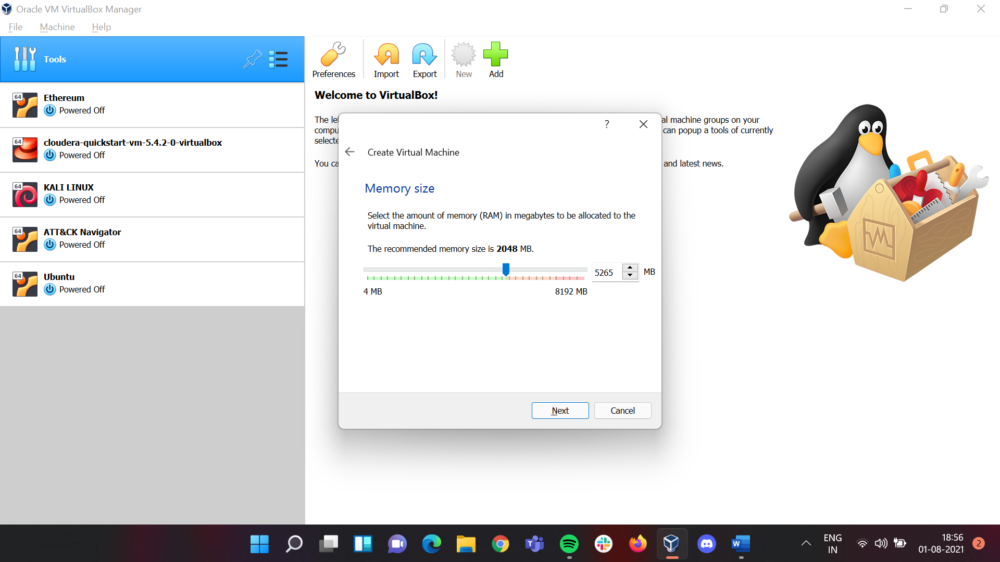 Oracle VM VirtualBox Manager
File Machine Help
Tools
Preferences Import Export New Add
64 Ethereum
Powered Off
64 cloudera-quickstart-vm-5.4.2-0-virtualbox
Powered Off
64 KALI LINUX
Powered Off
64 ATT&CK Navigator
Powered Off
64 Ubuntu
Powered Off
Welcome to VirtualBox!
The le al machine groups on your
compu can popup a tools of currently
selecte
You ca and latest news.
?
Create Virtual Machine
Memory size
Select the amount of memory (RAM) in megabytes to be allocated to the
virtual machine.
The recommended memory size is 2048 MB.
5265 MB
4 MB 8192 MB
Next Cancel
ENG
IN
18:56
01-08-2021
2